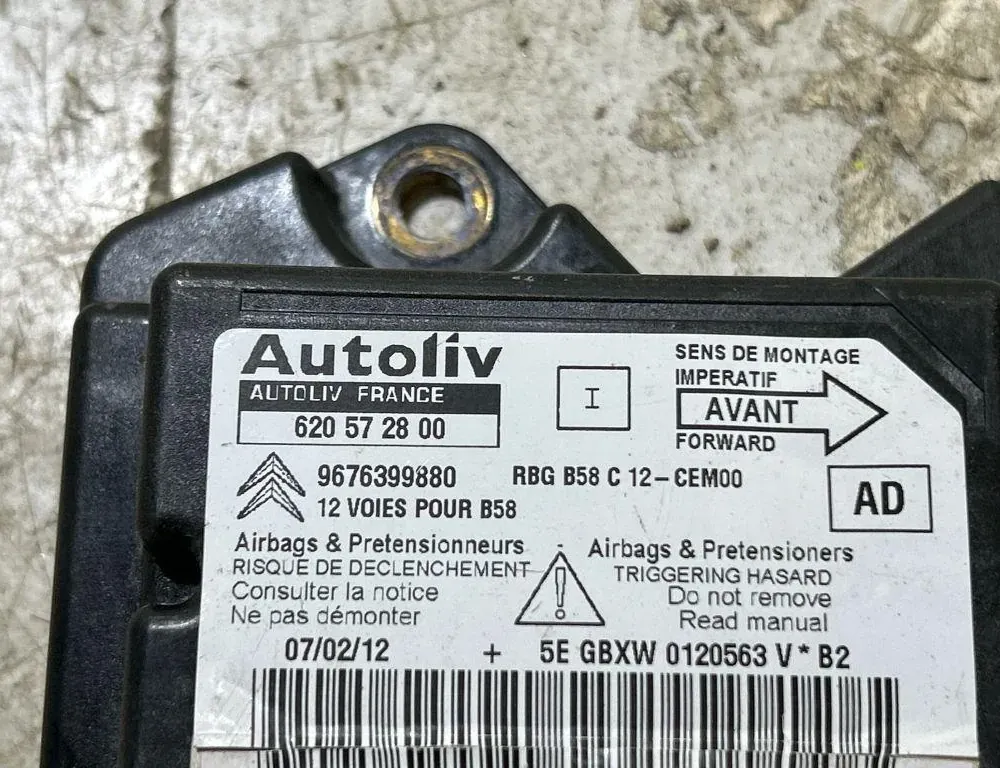 Autoliv
AUTOLIV FRANCE
620 57 28 00
I
SENS DE MONTAGE
IMPERATIF
AVANT
FORWARD
9676399880 RBG B58 C 12-CEM00
12 VOIES POUR B58
AD
Airbags & Pretensionneurs
RISQUE DE DECLENCHEMENT
Consulter la notice
Ne pas démonter
!
Airbags & Pretensioners
TRIGGERING HASARD
Do not remove
Read manual
07/02/12 + 5E GBXW 0120563 V * B2